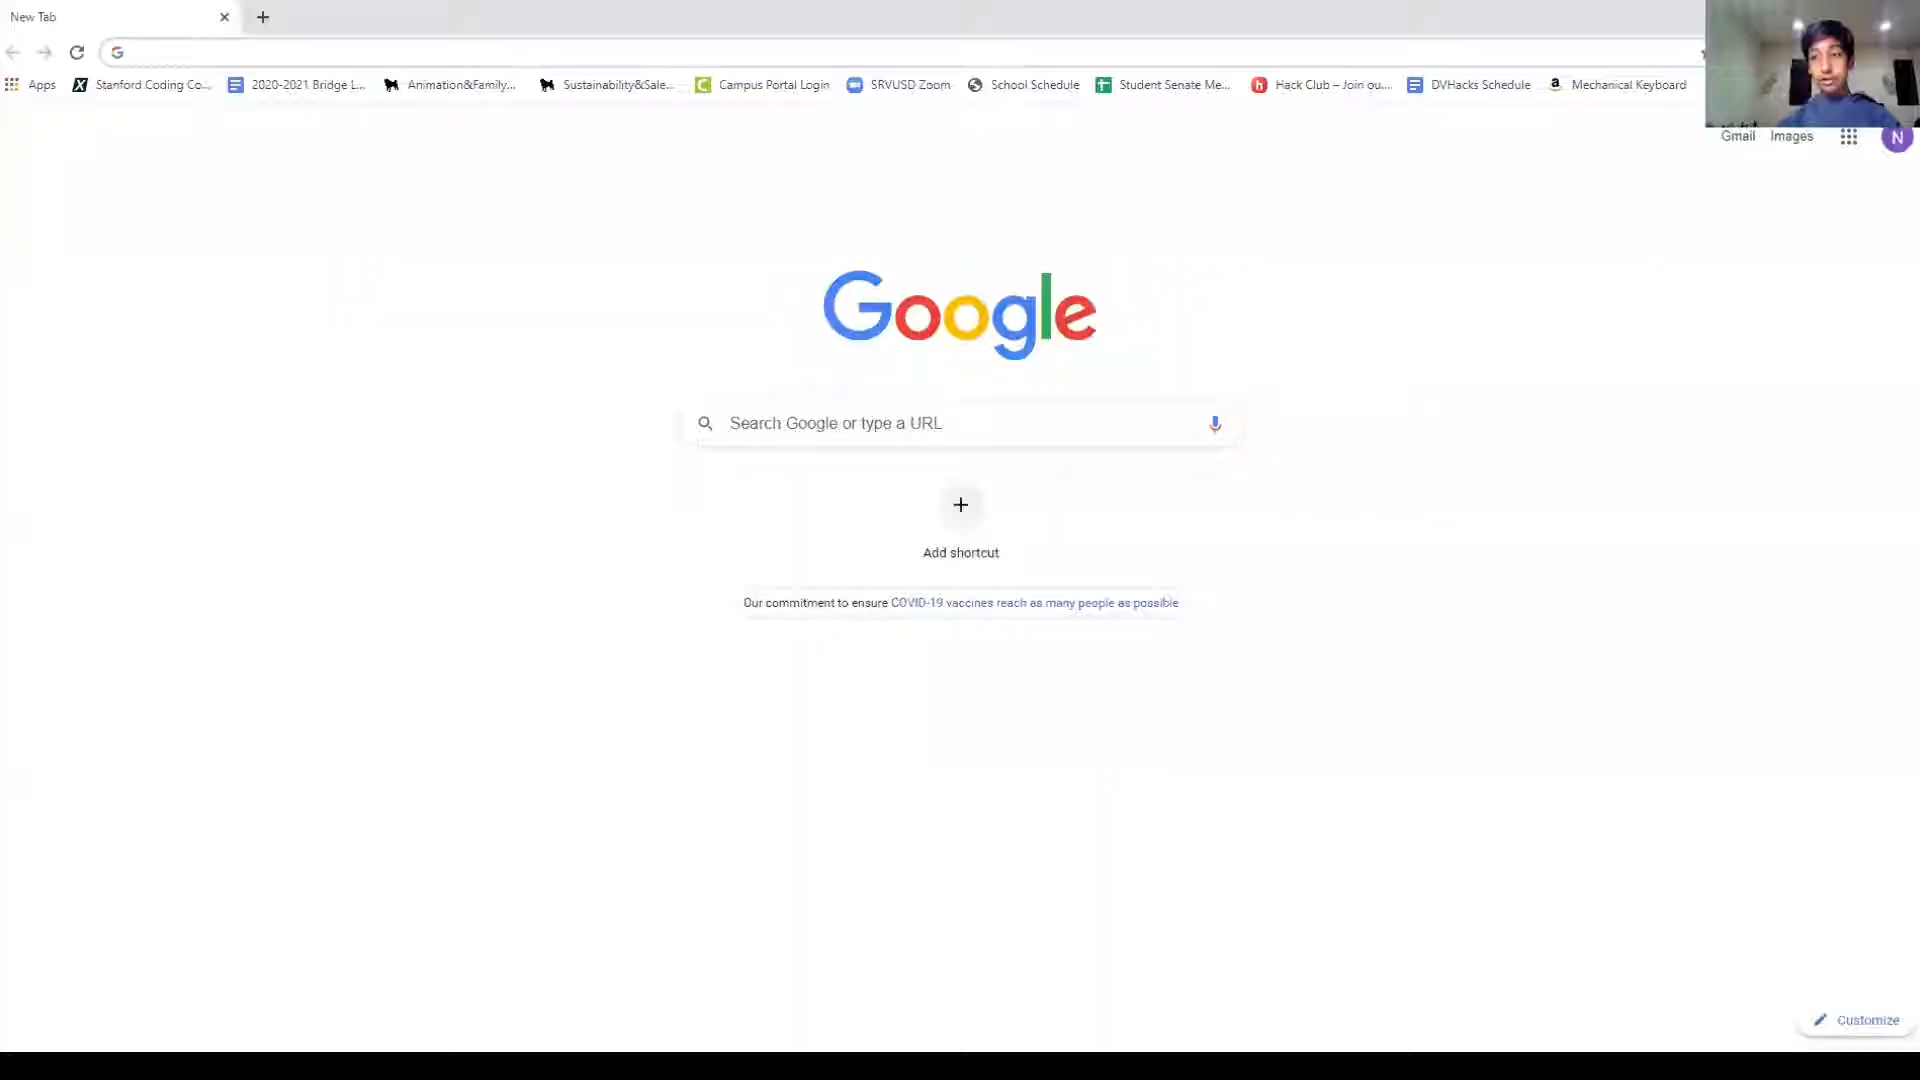 New Tab
Apps Stanford Coding Co... 2020-2021 Bridge L... Animation&Family... Sustainability&Sale... Campus Portal Login SRVUSD Zoom School Schedule Student Senate Me... Hack Club – Join ou... DVHacks Schedule Mechanical Keyboard
Gmail Images N
Google
Search Google or type a URL
Add shortcut
Our commitment to ensure COVID-19 vaccines reach as many people as possible
Customize